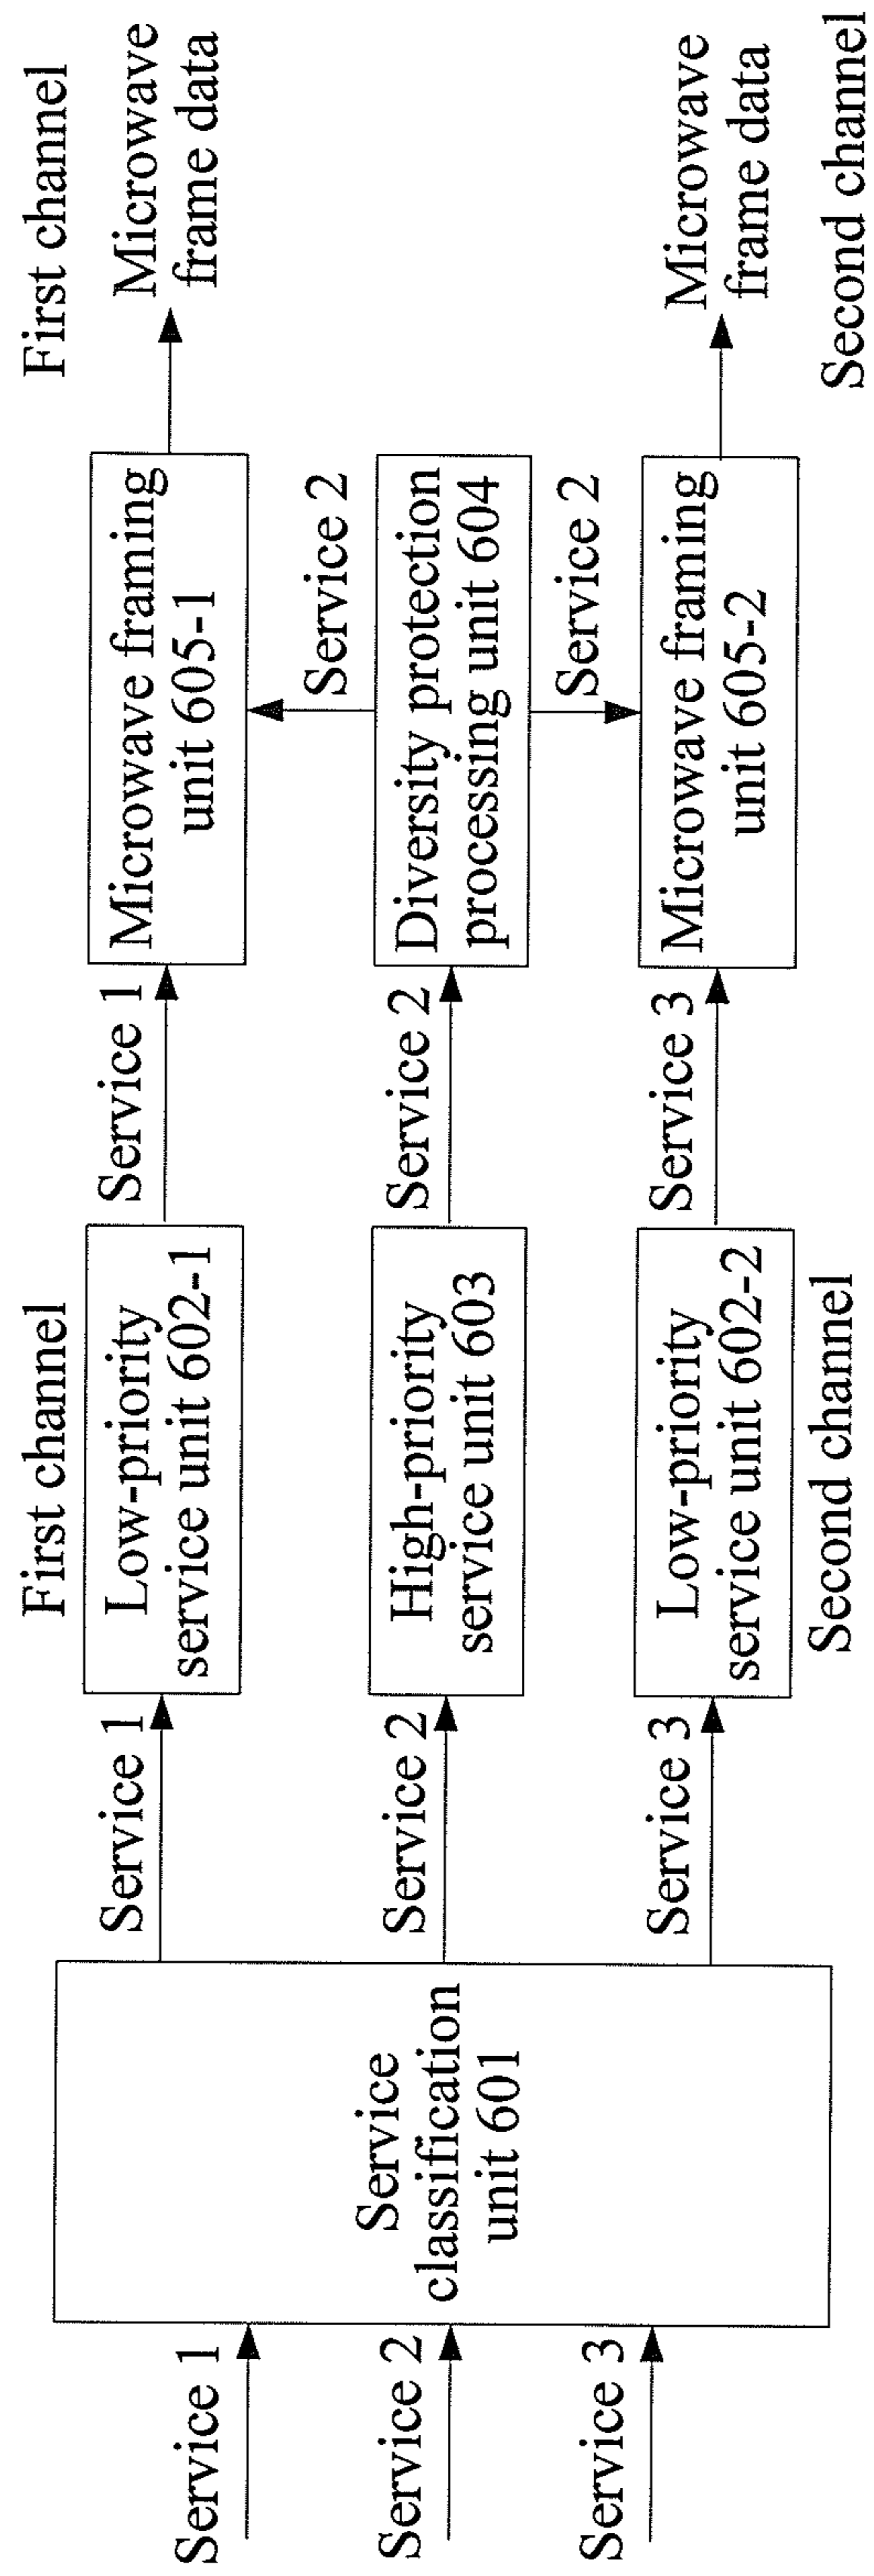 Service 1
Service 2
Service 3
Service
classification
unit 601
Service 1
Service 2
Service 3
First channel
Low-priority
service unit 602-1
High-priority
service unit 603
Low-priority
service unit 602-2
Second channel
Service 1
Service 2
Service 3
Microwave framing
unit 605-1
Service 2
Diversity protection
processing unit 604
Service 2
Microwave framing
unit 605-2
First channel
Microwave
frame data
Microwave
frame data
Second channel